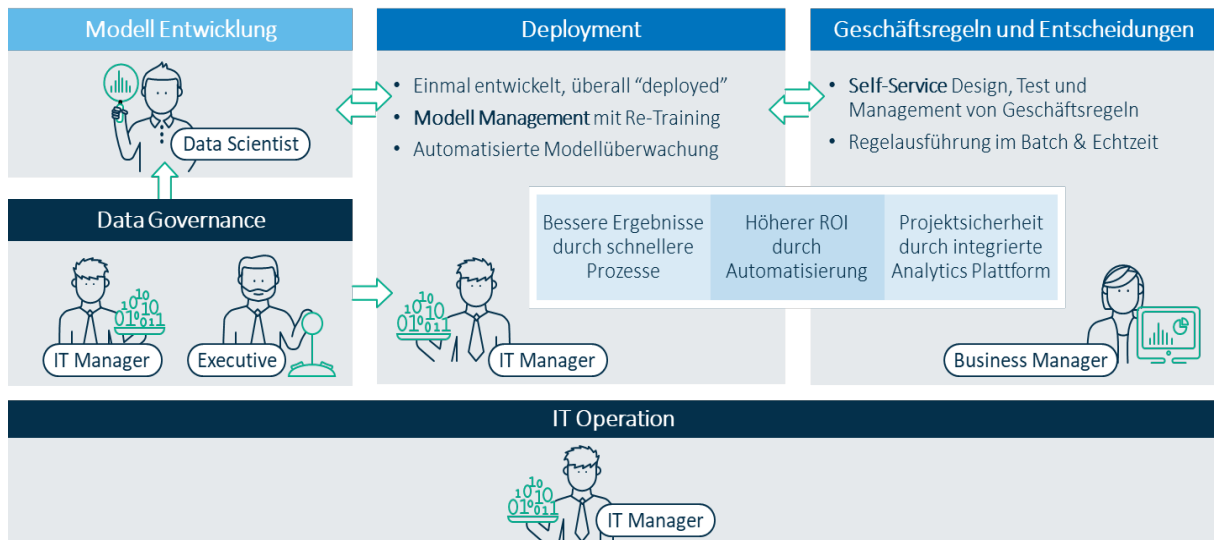 Modell Entwicklung
Data Scientist
Data Governance
IT Manager
Executive
Deployment
• Einmal entwickelt, überall “deployed”
• Modell Management mit Re-Training
• Automatisierte Modellüberwachung
IT Manager
Geschäftsregeln und Entscheidungen
• Self-Service Design, Test und
Management von Geschäftsregeln
• Regelausführung im Batch & Echtzeit
Bessere Ergebnisse
durch schnellere
Prozesse
Höherer ROI
durch
Automatisierung
Projektsicherheit
durch integrierte
Analytics Plattform
Business Manager
IT Operation
IT Manager